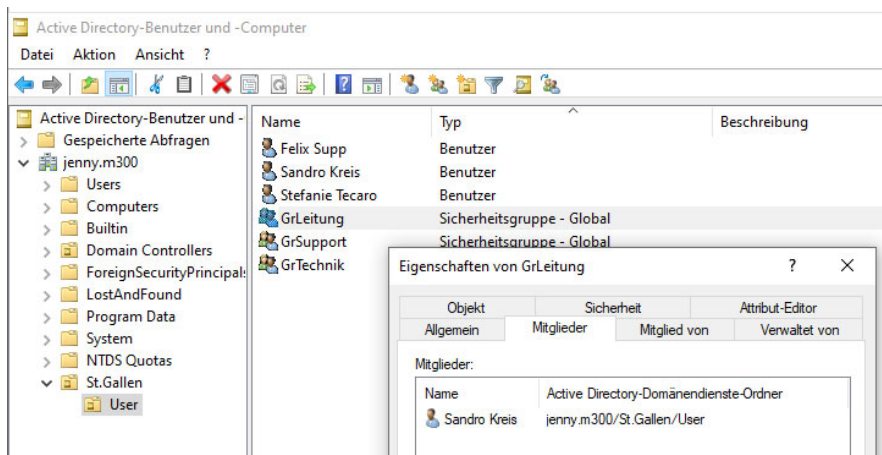 Active Directory-Benutzer und -Computer
Datei Aktion Ansicht ?
Active Directory-Benutzer und -
Gespeicherte Abfragen
jenny.m300
Users
Computers
Builtin
Domain Controllers
ForeignSecurityPrincipals
LostAndFound
Program Data
System
NTDS Quotas
St.Gallen
User
Name Typ Beschreibung
Felix Supp Benutzer
Sandro Kreis Benutzer
Stefanie Tecaro Benutzer
GrLeitung Sicherheitsgruppe - Global
GrSupport Sicherheitsgruppe - Global
GrTechnik
Eigenschaften von GrLeitung ?
Objekt Sicherheit Attribut-Editor
Allgemein Mitglieder Mitglied von Verwaltet von
Mitglieder:
Name Active Directory-Domänendienste-Ordner
Sandro Kreis jenny.m300/St.Gallen/User